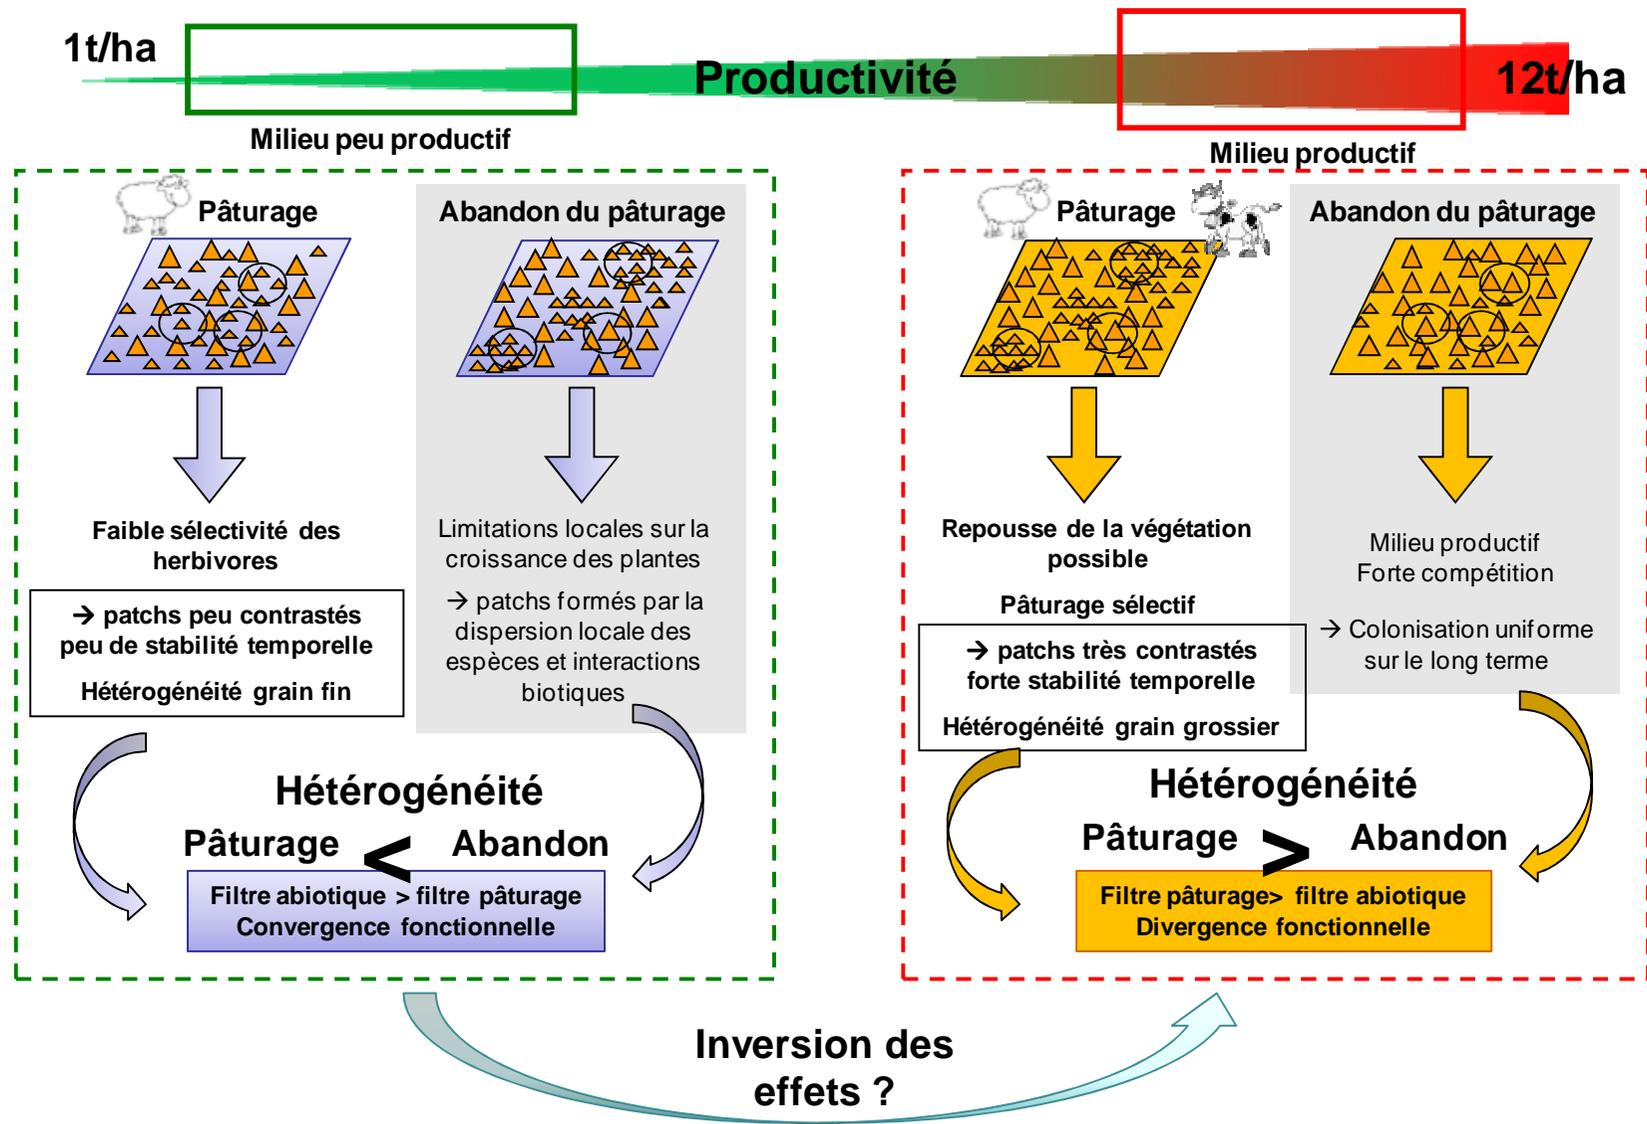 1t/ha
Productivité
12t/ha
Milieu peu productif
Milieu productif
Pâturage
Abandon du pâturage
Faible sélectivité des
herbivores
→ patchs peu contrastés
peu de stabilité temporelle
Hétérogénéité grain fin
Limitations locales sur la
croissance des plantes
→ patchs formés par la
dispersion locale des
espèces et interactions
biotiques
Hétérogénéité
Pâturage < Abandon
Filtre abiotique > filtre pâturage
Convergence fonctionnelle
Pâturage
Abandon du pâturage
Repousse de la végétation
possible
Pâturage sélectif
→ patchs très contrastés
forte stabilité temporelle
Hétérogénéité grain grossier
Milieu productif
Forte compétition
→ Colonisation uniforme
sur le long terme
Hétérogénéité
Pâturage > Abandon
Filtre pâturage> filtre abiotique
Divergence fonctionnelle
Inversion des
effets ?